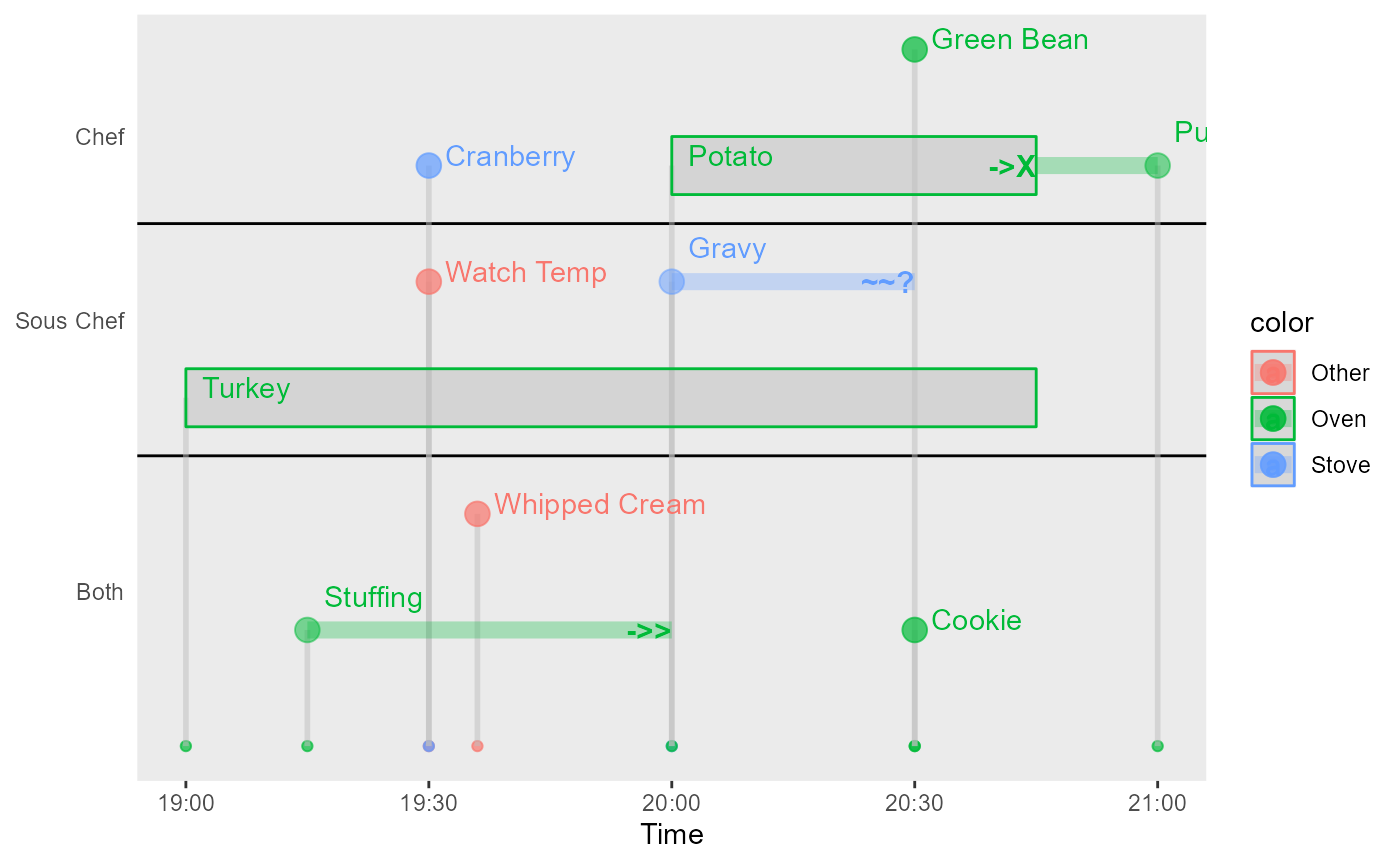 Green Bean
Pu
Chef
Cranberry
Potato
->X
Gravy
Sous Chef
Watch Temp
~~?
color
Turkey
Other
Oven
Stove
Whipped Cream
Both
Stuffing
->>
Cookie
19:00
19:30
20:00
20:30
21:00
Time